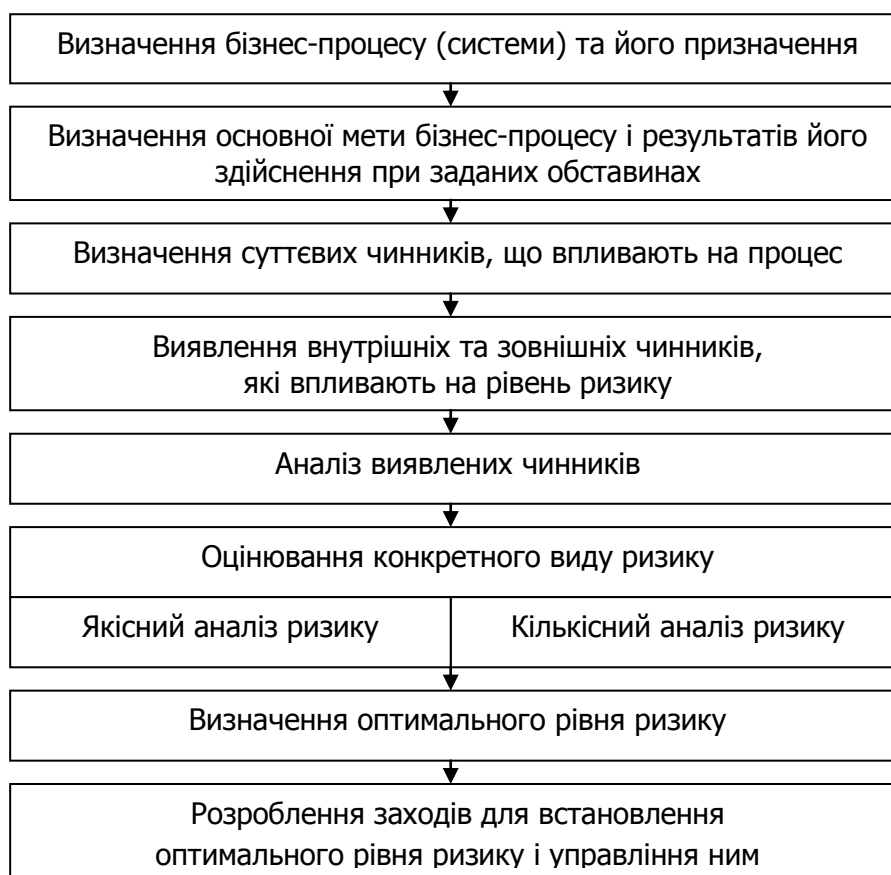 Визначення бізнес-процесу (системи) та його призначення
Визначення основної мети бізнес-процесу і результатів його
здійснення при заданих обставинах
Визначення суттєвих чинників, що впливають на процес
Виявлення внутрішніх та зовнішніх чинників,
які впливають на рівень ризику
Аналіз виявлених чинників
Оцінювання конкретного виду ризику
Якісний аналіз ризику
Кількісний аналіз ризику
Визначення оптимального рівня ризику
Розроблення заходів для встановлення
оптимального рівня ризику і управління ним